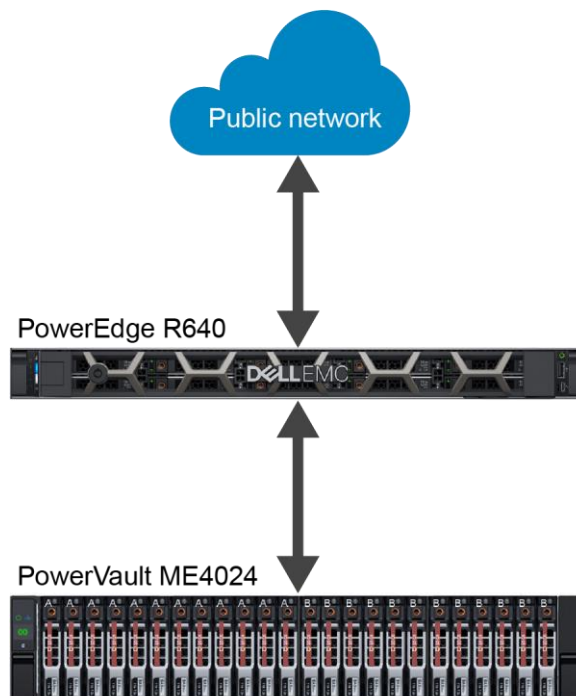 Public network
PowerEdge R640
DELLEMC
PowerVault ME4024
A A A A A A A A A A A A B B B B B B B B B B B B